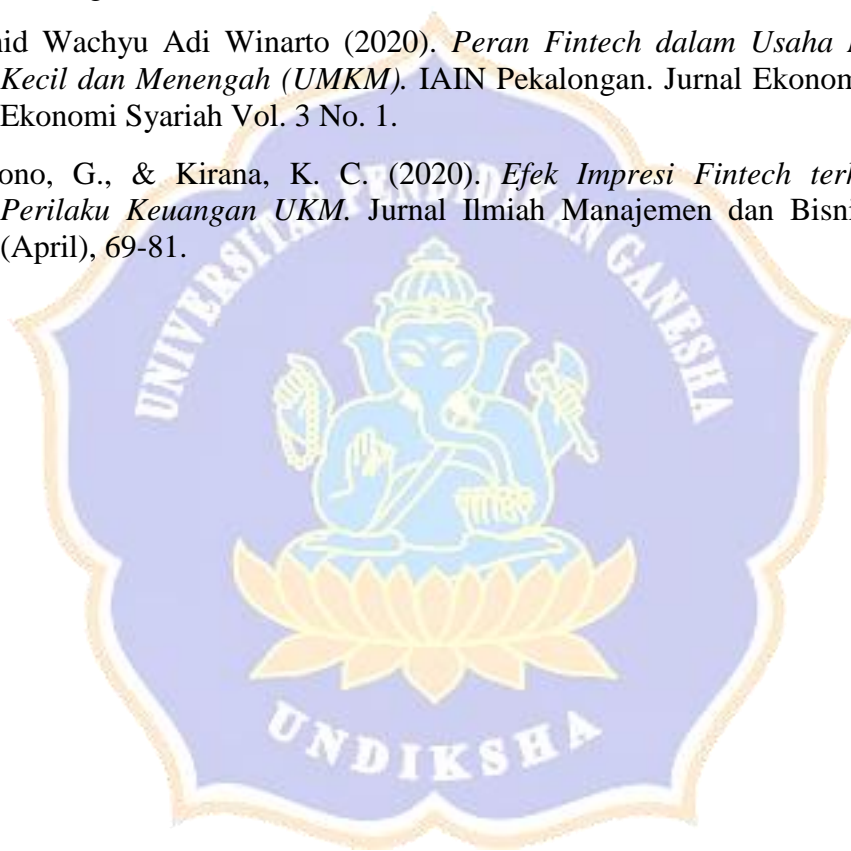 nid Wachyu Adi Winarto (2020). Peran Fintech dalam Usaha
Kecil dan Menengah (UMKM). IAIN Pekalongan. Jurnal Ekonom
Ekonomi Syariah Vol. 3 No. 1.
ono, G., & Kirana, K. C. (2020). Efek Impresi Fintech ter
Perilaku Keuangan UKM. Jurnal Ilmiah Manajemen dan Bisni
(April), 69-81.
UNIVERSITAS PENDIDIKAN GANESHA
UNDIKSHA